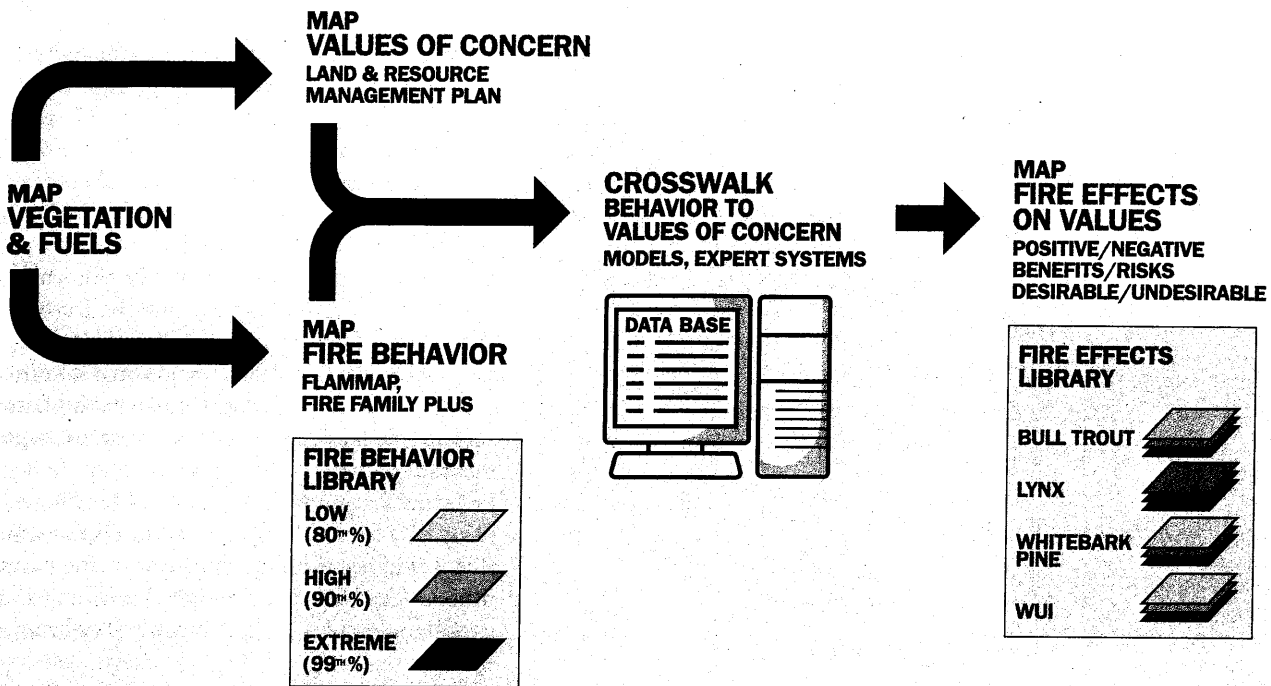 MAP
VALUES OF CONCERN
LAND & RESOURCE
MANAGEMENT PLAN
MAP
VEGETATION
& FUELS
MAP
FIRE BEHAVIOR
FLAMMAP,
FIRE FAMILY PLUS
FIRE BEHAVIOR
LIBRARY
LOW
(80TH%)
HIGH
(90TH%)
EXTREME
(99TH%)
CROSSWALK
BEHAVIOR TO
VALUES OF CONCERN
MODELS, EXPERT SYSTEMS
DATA BASE
MAP
FIRE EFFECTS
ON VALUES
POSITIVE/NEGATIVE
BENEFITS/RISKS
DESIRABLE/UNDESIRABLE
FIRE EFFECTS
LIBRARY
BULL TROUT
LYNX
WHITEBARK
PINE
WUI